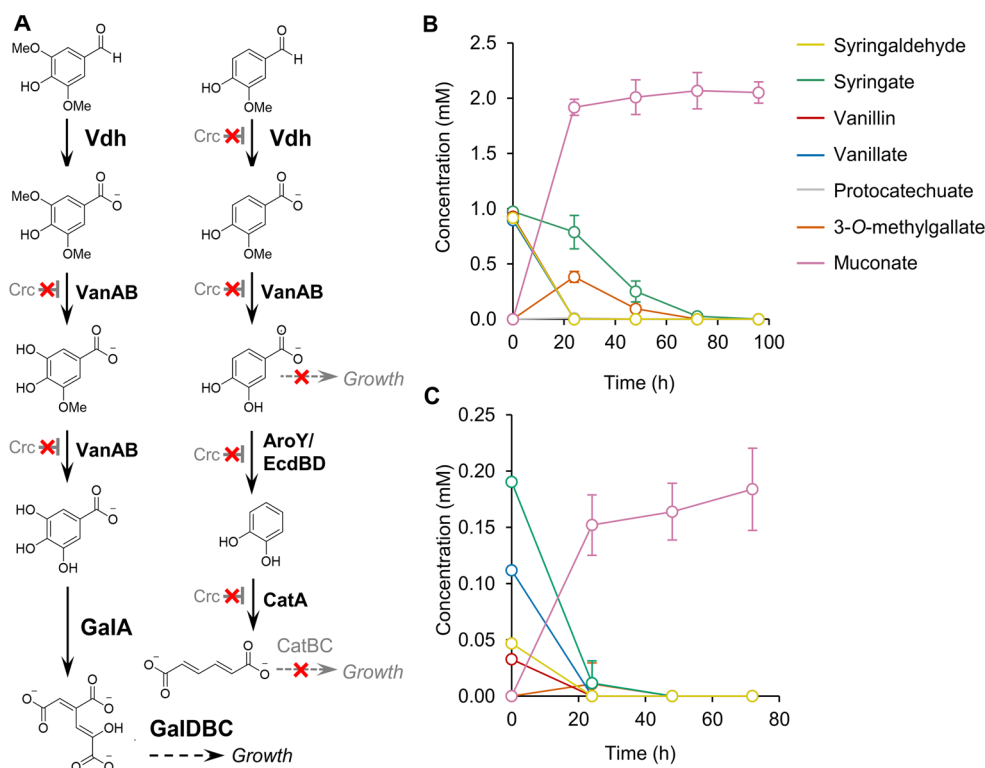 A
MeO
O
H
HO
OMe
O
H
HO
OMe
Vdh
Crc
Vdh
MeO
O
O
HO
OMe
O
O
HO
OMe
Crc
VanAB
Crc
VanAB
HO
O
O
HO
OMe
O
O
HO
OH
Growth
Crc
VanAB
Crc
AroY/
EcdBD
HO
O
O
HO
OH
HO
OH
GalA
Crc
CatA
O
O
O
O
CatBC
Growth
O
O
O
O
OH
O
O
GalDBC
Growth
B
2.5
2.0
1.5
1.0
0.5
0.0
Concentration (mM)
0 20 40 60 80 100
Time (h)
Syringaldehyde
Syringate
Vanillin
Vanillate
Protocatechuate
3-O-methylgallate
Muconate
C
0.25
0.20
0.15
0.10
0.05
0.00
Concentration (mM)
0 20 40 60 80
Time (h)